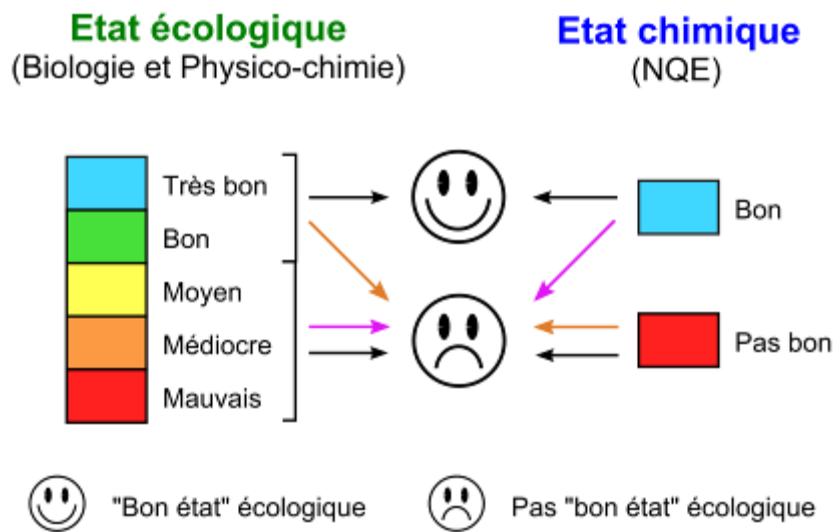 Etat écologique
(Biologie et Physico-chimie)
Etat chimique
(NQE)
Très bon
Bon
Moyen
Médiocre
Mauvais
Bon
Pas bon
"Bon état" écologique
Pas "bon état" écologique